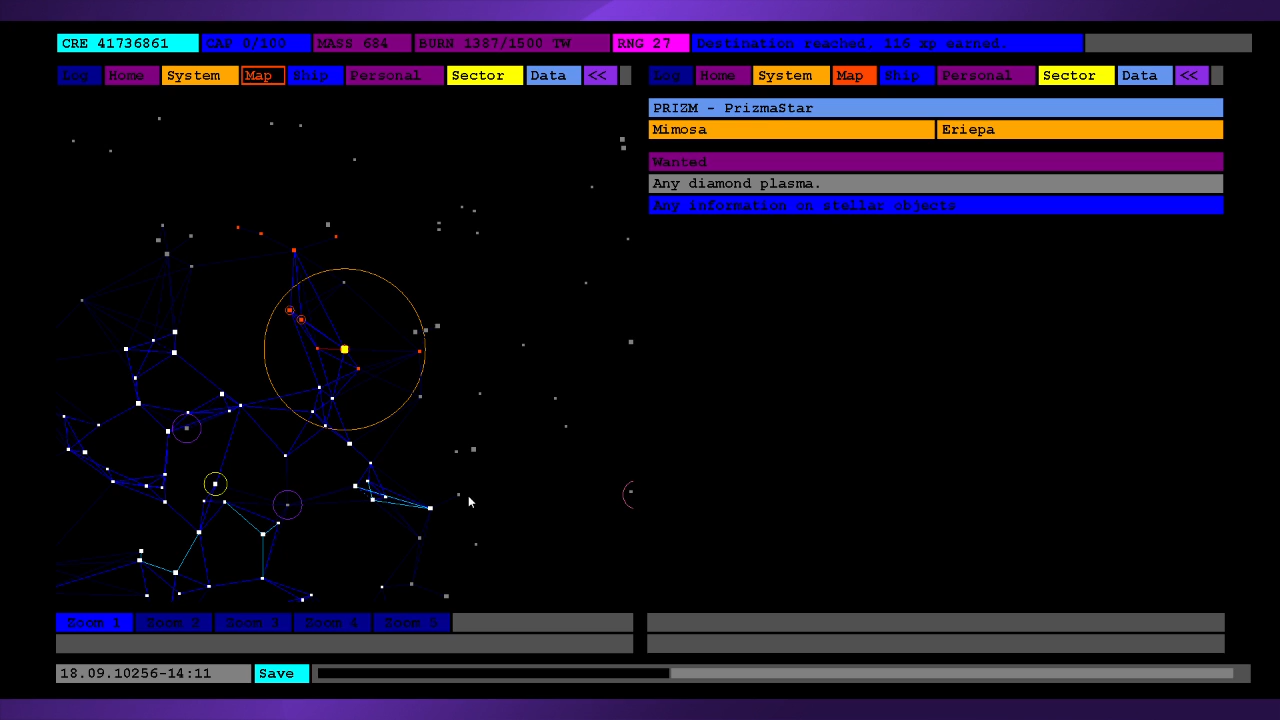 CRE 41736861 CAP 0/100 MASS 684 BURN 1387/1500 TW RNG 27 Destination reached. 116 xp earned.
Log Home System Map Ship Personal Sector Data << Log Home System Map Ship Personal Sector Data <<
PRIZM - PrizmaStar
Mimosa Eriepa
Wanted
Any diamond plasma.
Any information on stellar objects
Zoom 1 Zoom 2 Zoom 3 Zoom 4 Zoom 5
18.09.10256-14:11 Save